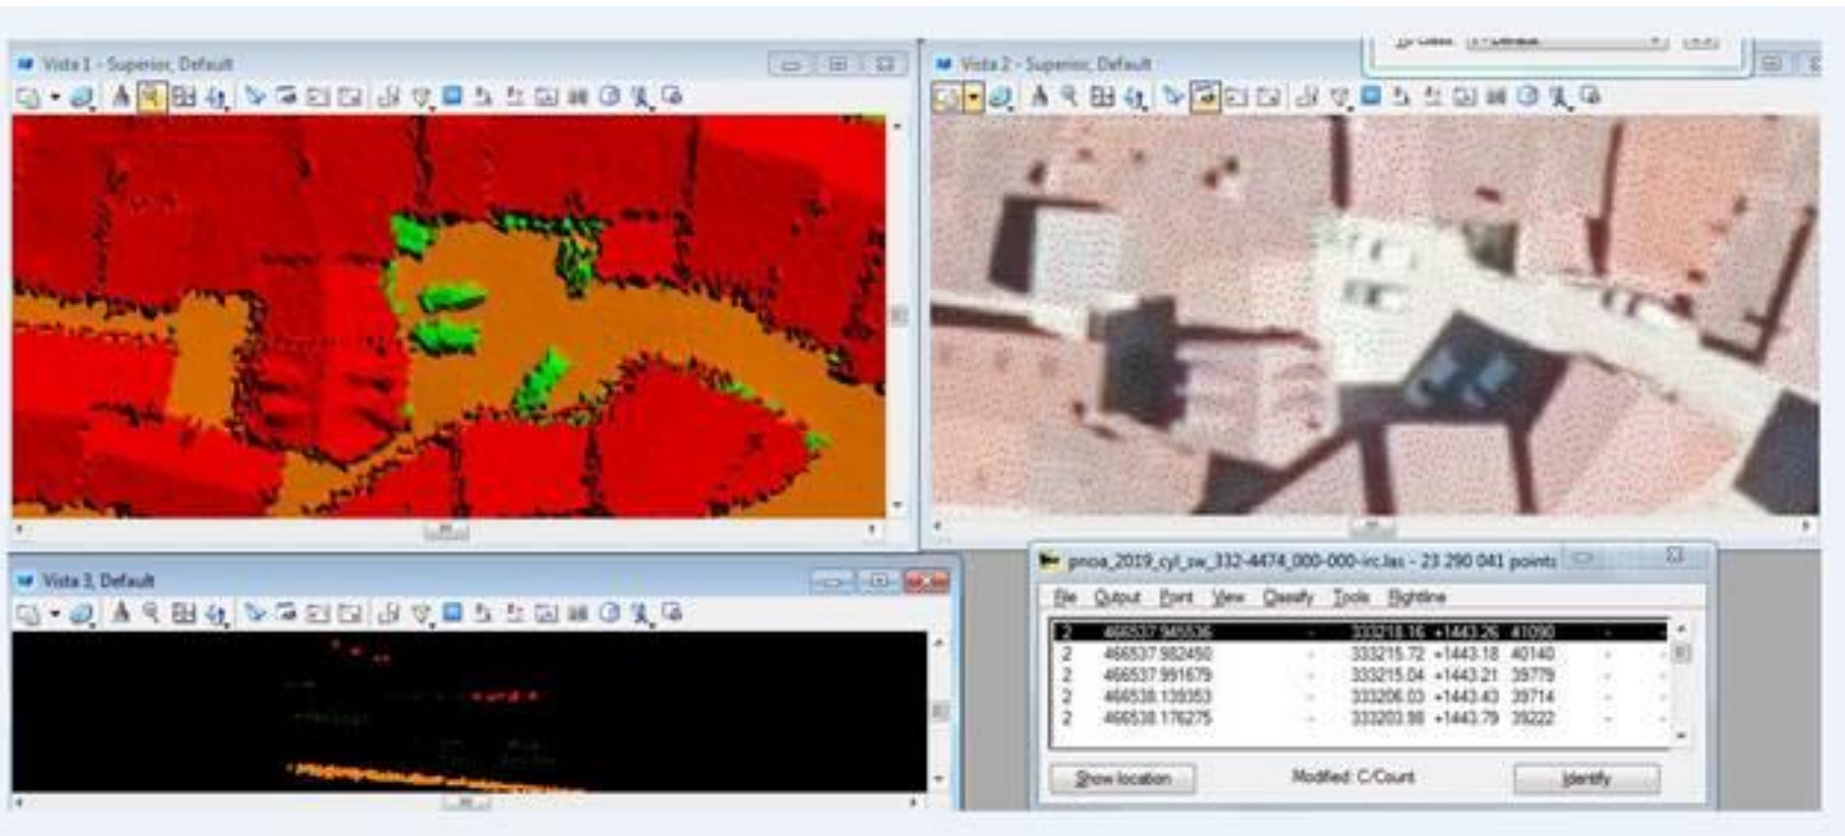 Vista 1 - Superior, Default
Vista 2 - Superior, Default
Vista 3, Default
pnoa_2019_cyl_sw_332-4474_000-000-irc.las - 23 290 041 points
File Output Point View Classify Tools Flightline
2 466537.945536 - 333218.16 +1443.26 41090 - -
2 466537.982450 - 333215.72 +1443.18 40140 - -
2 466537.991679 - 333215.04 +1443.21 39779 - -
2 466538.139353 - 333206.03 +1443.43 39714 - -
2 466538.176275 - 333203.98 +1443.79 39222 - -
Show location Modified: C/Count Identify